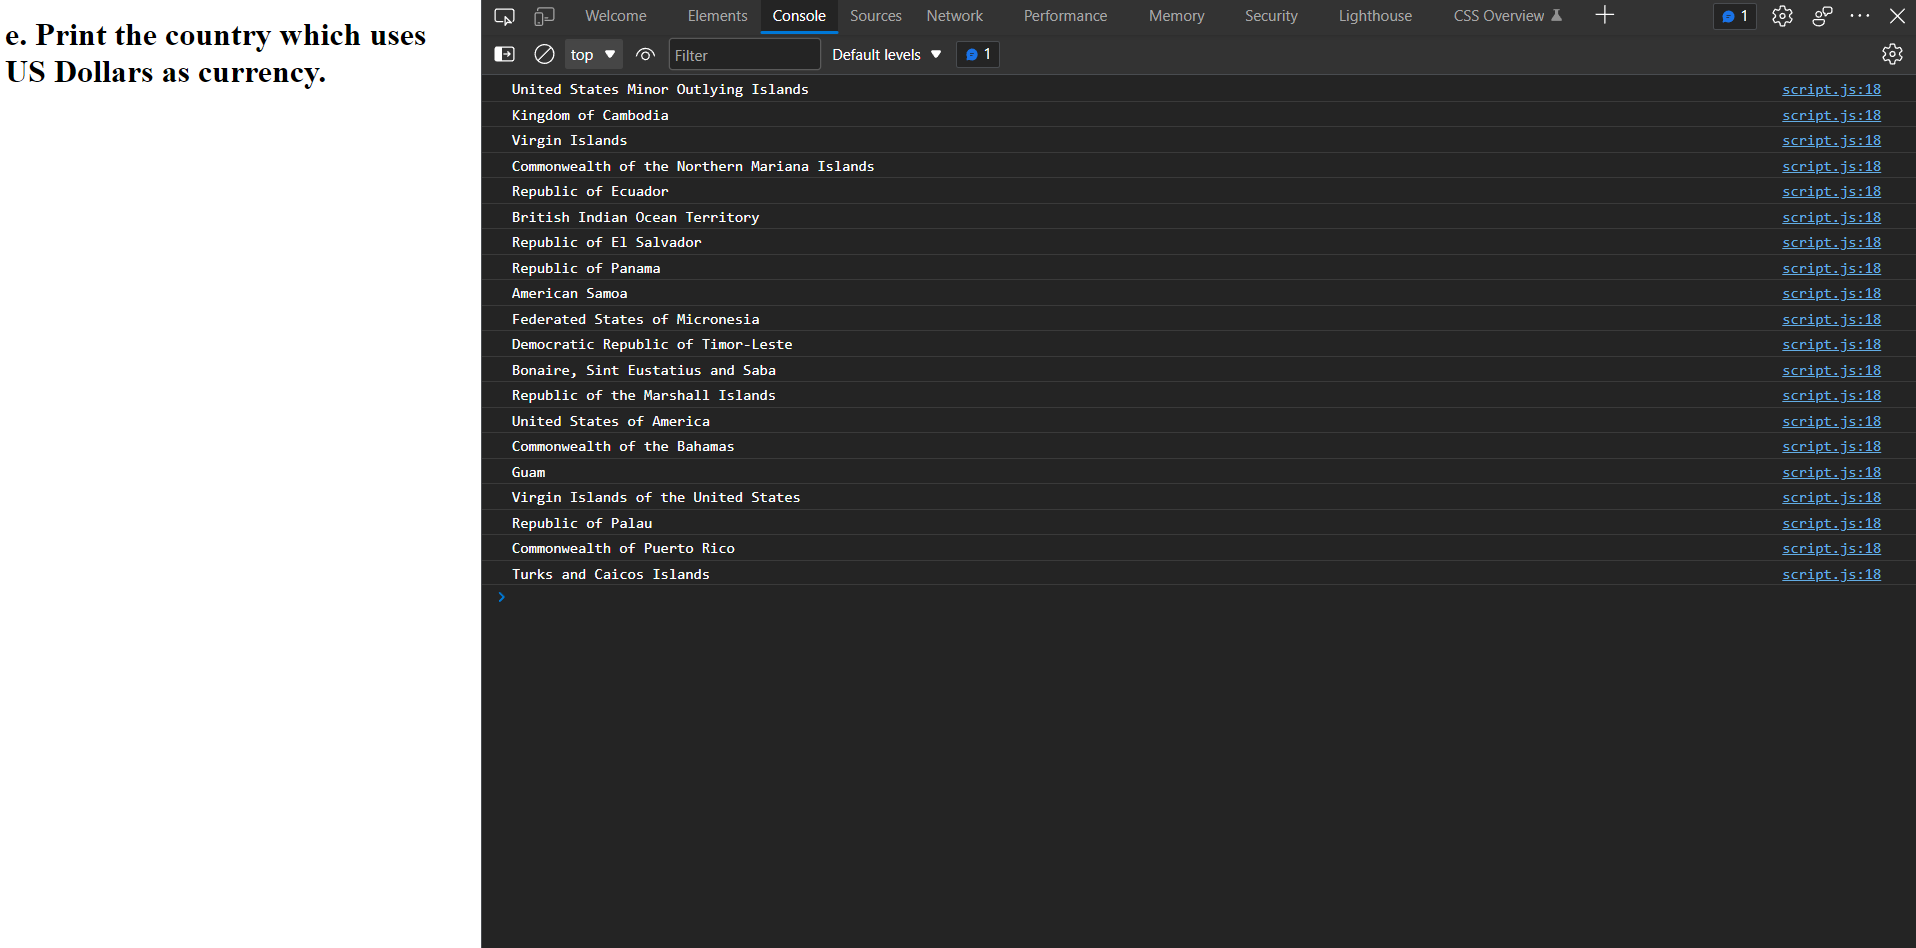 e. Print the country which uses
US Dollars as currency.
Welcome Elements Console Sources Network Performance Memory Security Lighthouse CSS Overview 1
top Filter Default levels 1
United States Minor Outlying Islands script.js:18
Kingdom of Cambodia script.js:18
Virgin Islands script.js:18
Commonwealth of the Northern Mariana Islands script.js:18
Republic of Ecuador script.js:18
British Indian Ocean Territory script.js:18
Republic of El Salvador script.js:18
Republic of Panama script.js:18
American Samoa script.js:18
Federated States of Micronesia script.js:18
Democratic Republic of Timor-Leste script.js:18
Bonaire, Sint Eustatius and Saba script.js:18
Republic of the Marshall Islands script.js:18
United States of America script.js:18
Commonwealth of the Bahamas script.js:18
Guam script.js:18
Virgin Islands of the United States script.js:18
Republic of Palau script.js:18
Commonwealth of Puerto Rico script.js:18
Turks and Caicos Islands script.js:18